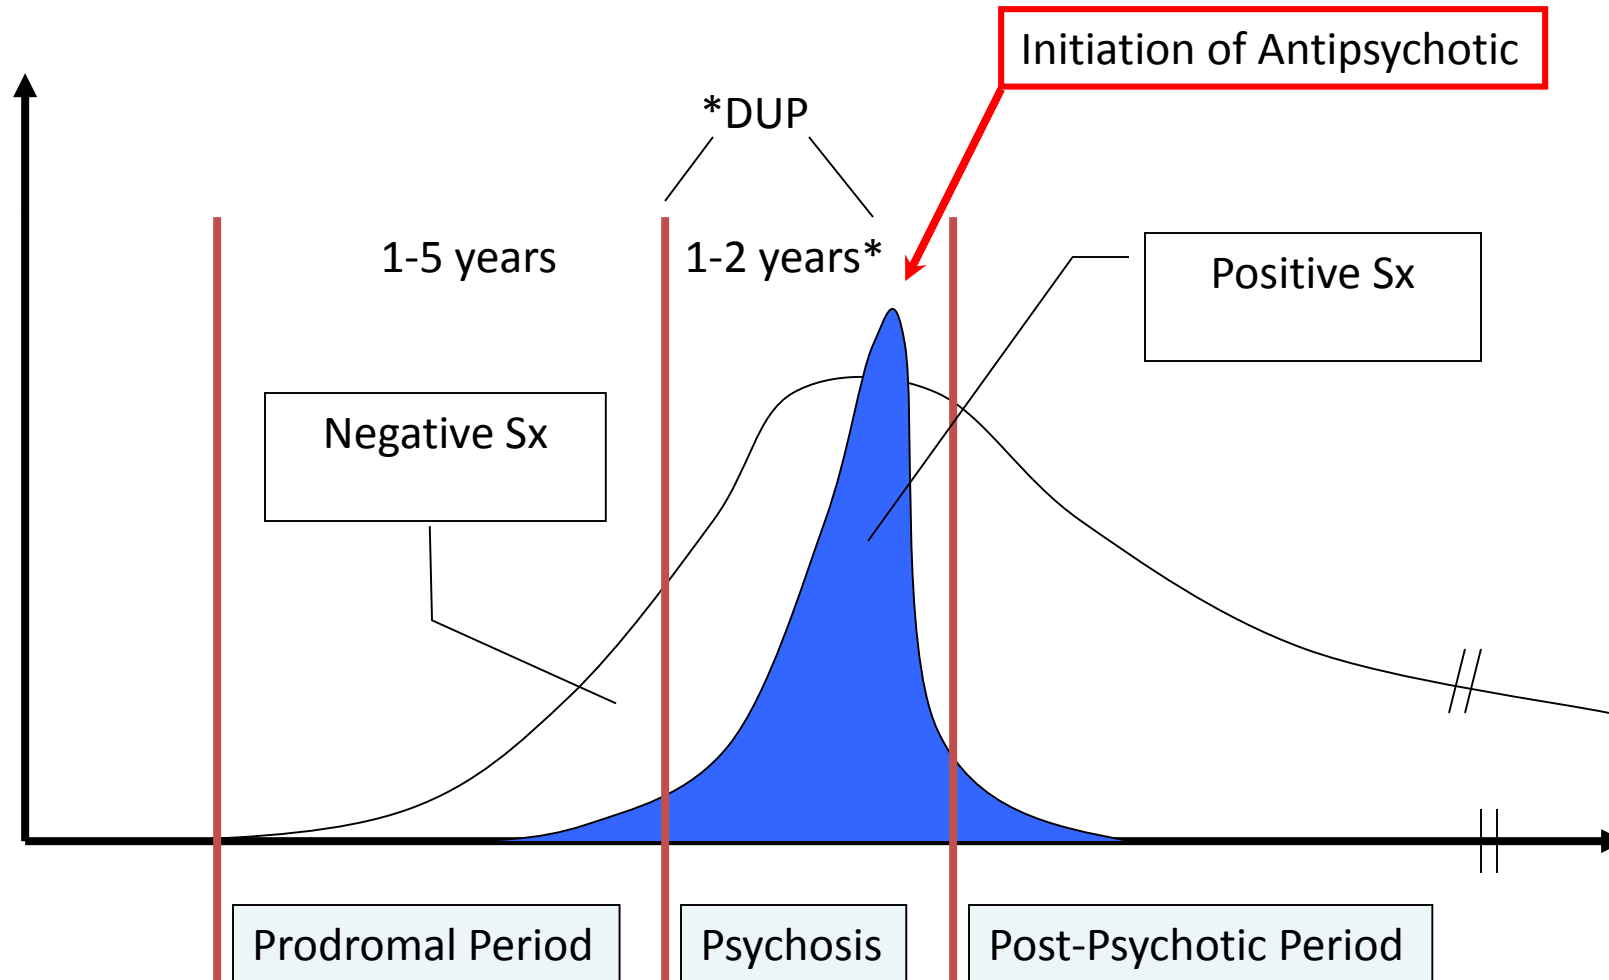 Initiation of Antipsychotic
*DUP
1-5 years
1-2 years*
Positive Sx
Negative Sx
Prodromal Period
Psychosis
Post-Psychotic Period